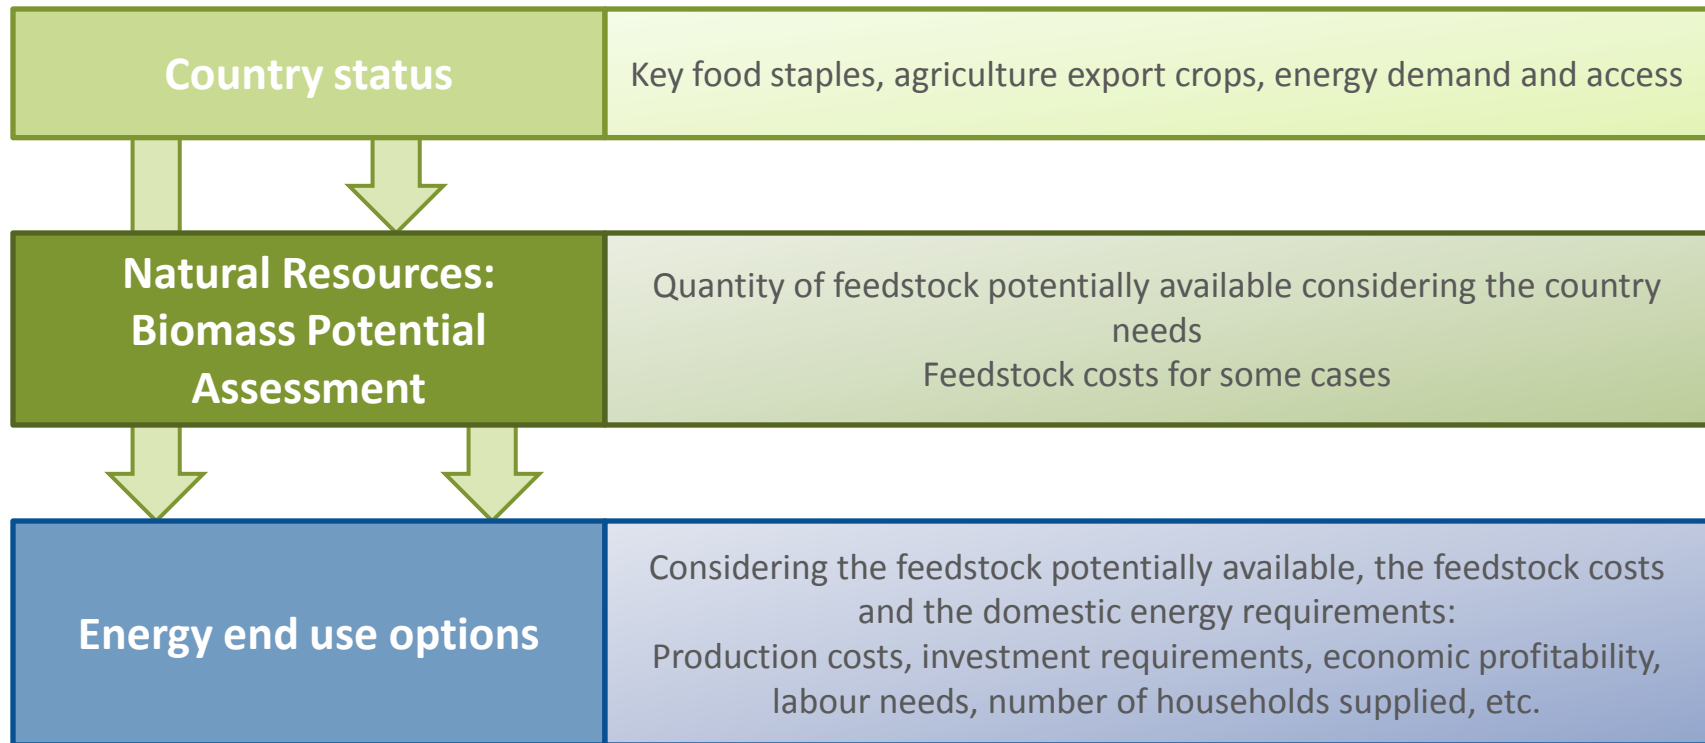 Country status
Key food staples, agriculture export crops, energy demand and access
Natural Resources:
Biomass Potential
Assessment
Quantity of feedstock potentially available considering the country
needs
Feedstock costs for some cases
Energy end use options
Considering the feedstock potentially available, the feedstock costs
and the domestic energy requirements:
Production costs, investment requirements, economic profitability,
labour needs, number of households supplied, etc.